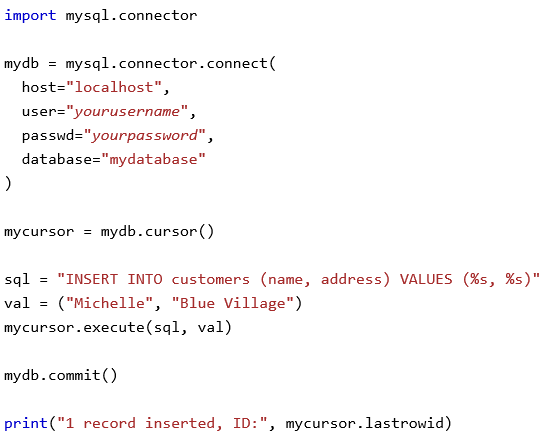 import mysql.connector

mydb = mysql.connector.connect(
  host="localhost",
  user="yourusername",
  passwd="yourpassword",
  database="mydatabase"
)

mycursor = mydb.cursor()

sql = "INSERT INTO customers (name, address) VALUES (%s, %s)"
val = ("Michelle", "Blue Village")
mycursor.execute(sql, val)

mydb.commit()

print("1 record inserted, ID:", mycursor.lastrowid)